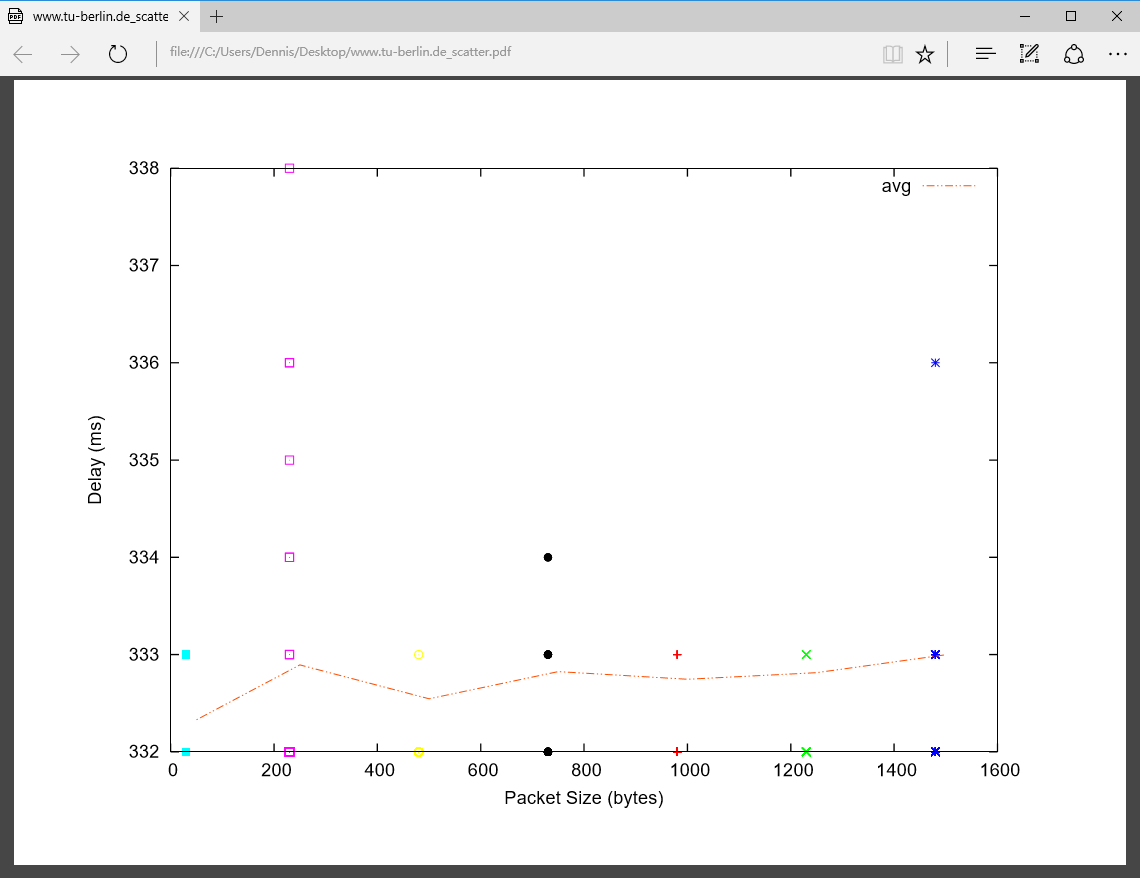 www.tu-berlin.de_scatte
file:///C:/Users/Dennis/Desktop/www.tu-berlin.de_scatter.pdf
338
avg
337
336
335
334
333
332
Delay (ms)
0 200 400 600 800 1000 1200 1400 1600
Packet Size (bytes)